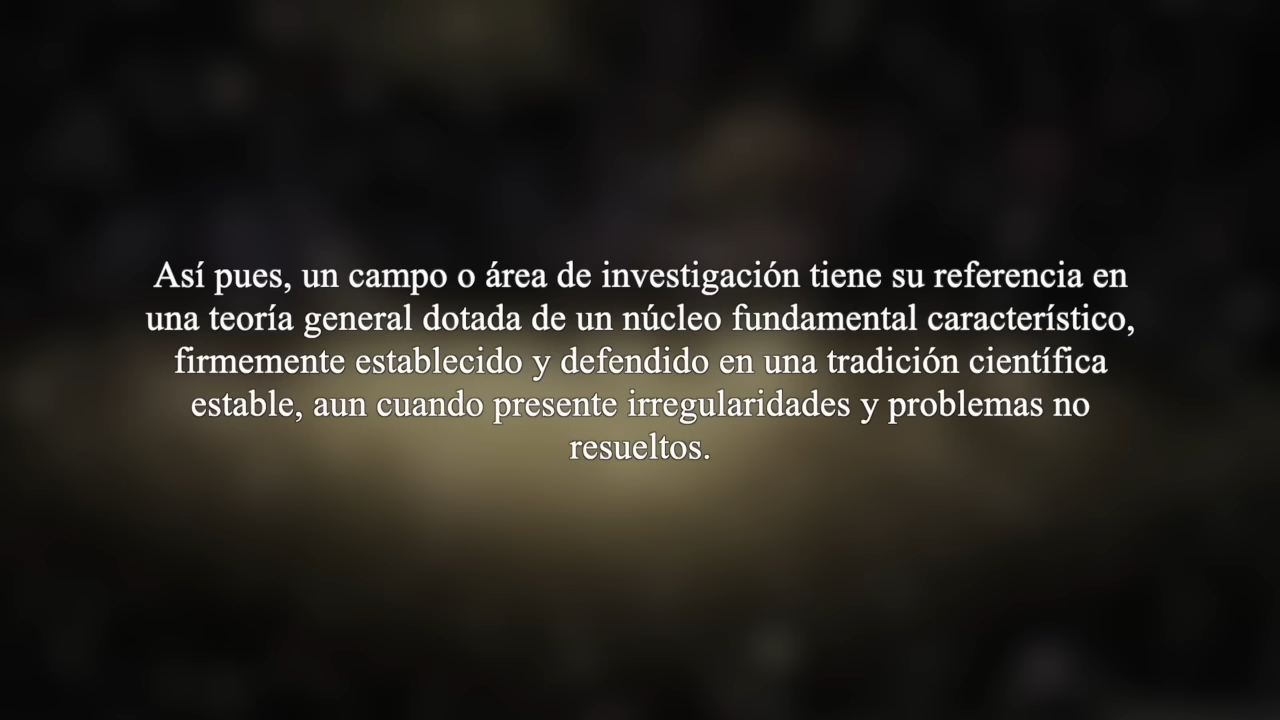 Así pues, un campo o área de investigación tiene su referencia en
una teoría general dotada de un núcleo fundamental característico,
firmemente establecido y defendido en una tradición científica
estable, aun cuando presente irregularidades y problemas no
resueltos.